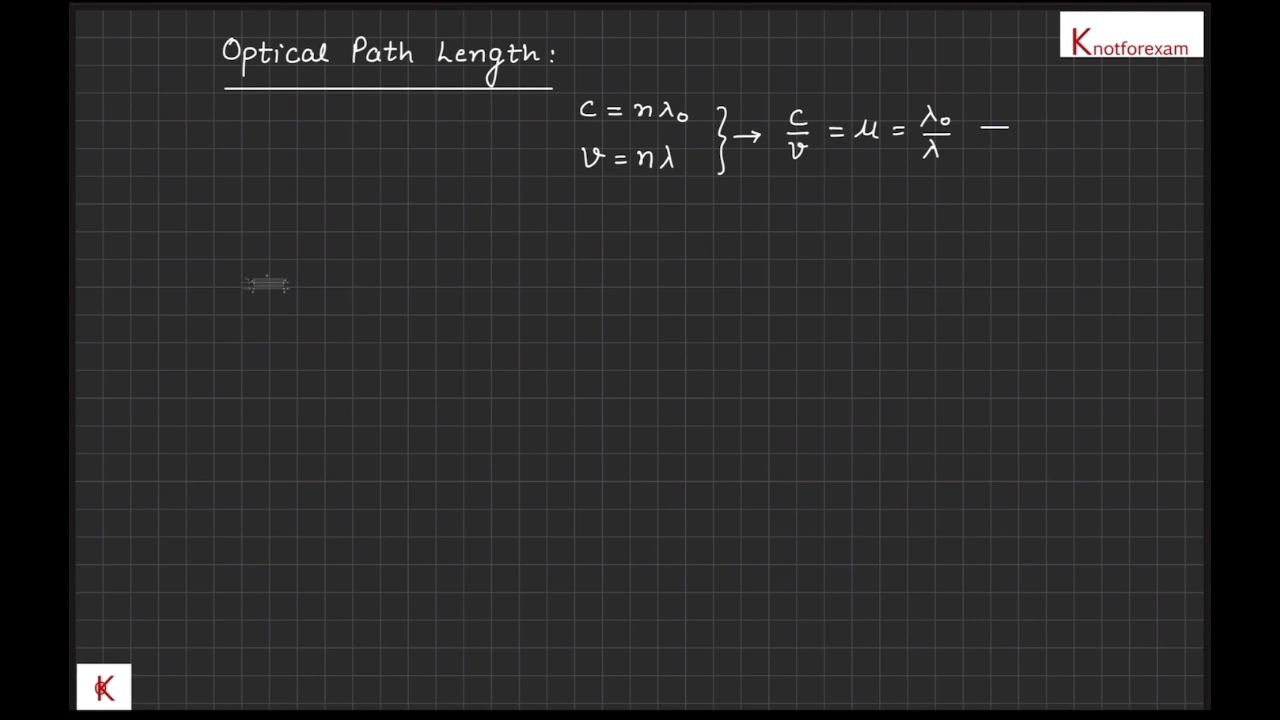 Optical Path Length:
Knotforexam
c = nλ₀
v = nλ
} → c/v = μ = λ₀/λ —
K